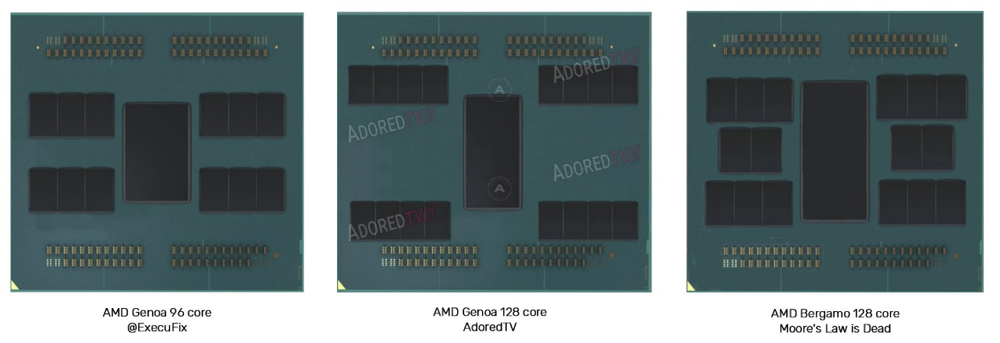 ADOREDTV//
ADOREDTV//
ADOREDTV//
ADOREDTV//
A
A
AMD Genoa 96 core
@ExecuFix
AMD Genoa 128 core
AdoredTV
AMD Bergamo 128 core
Moore's Law is Dead